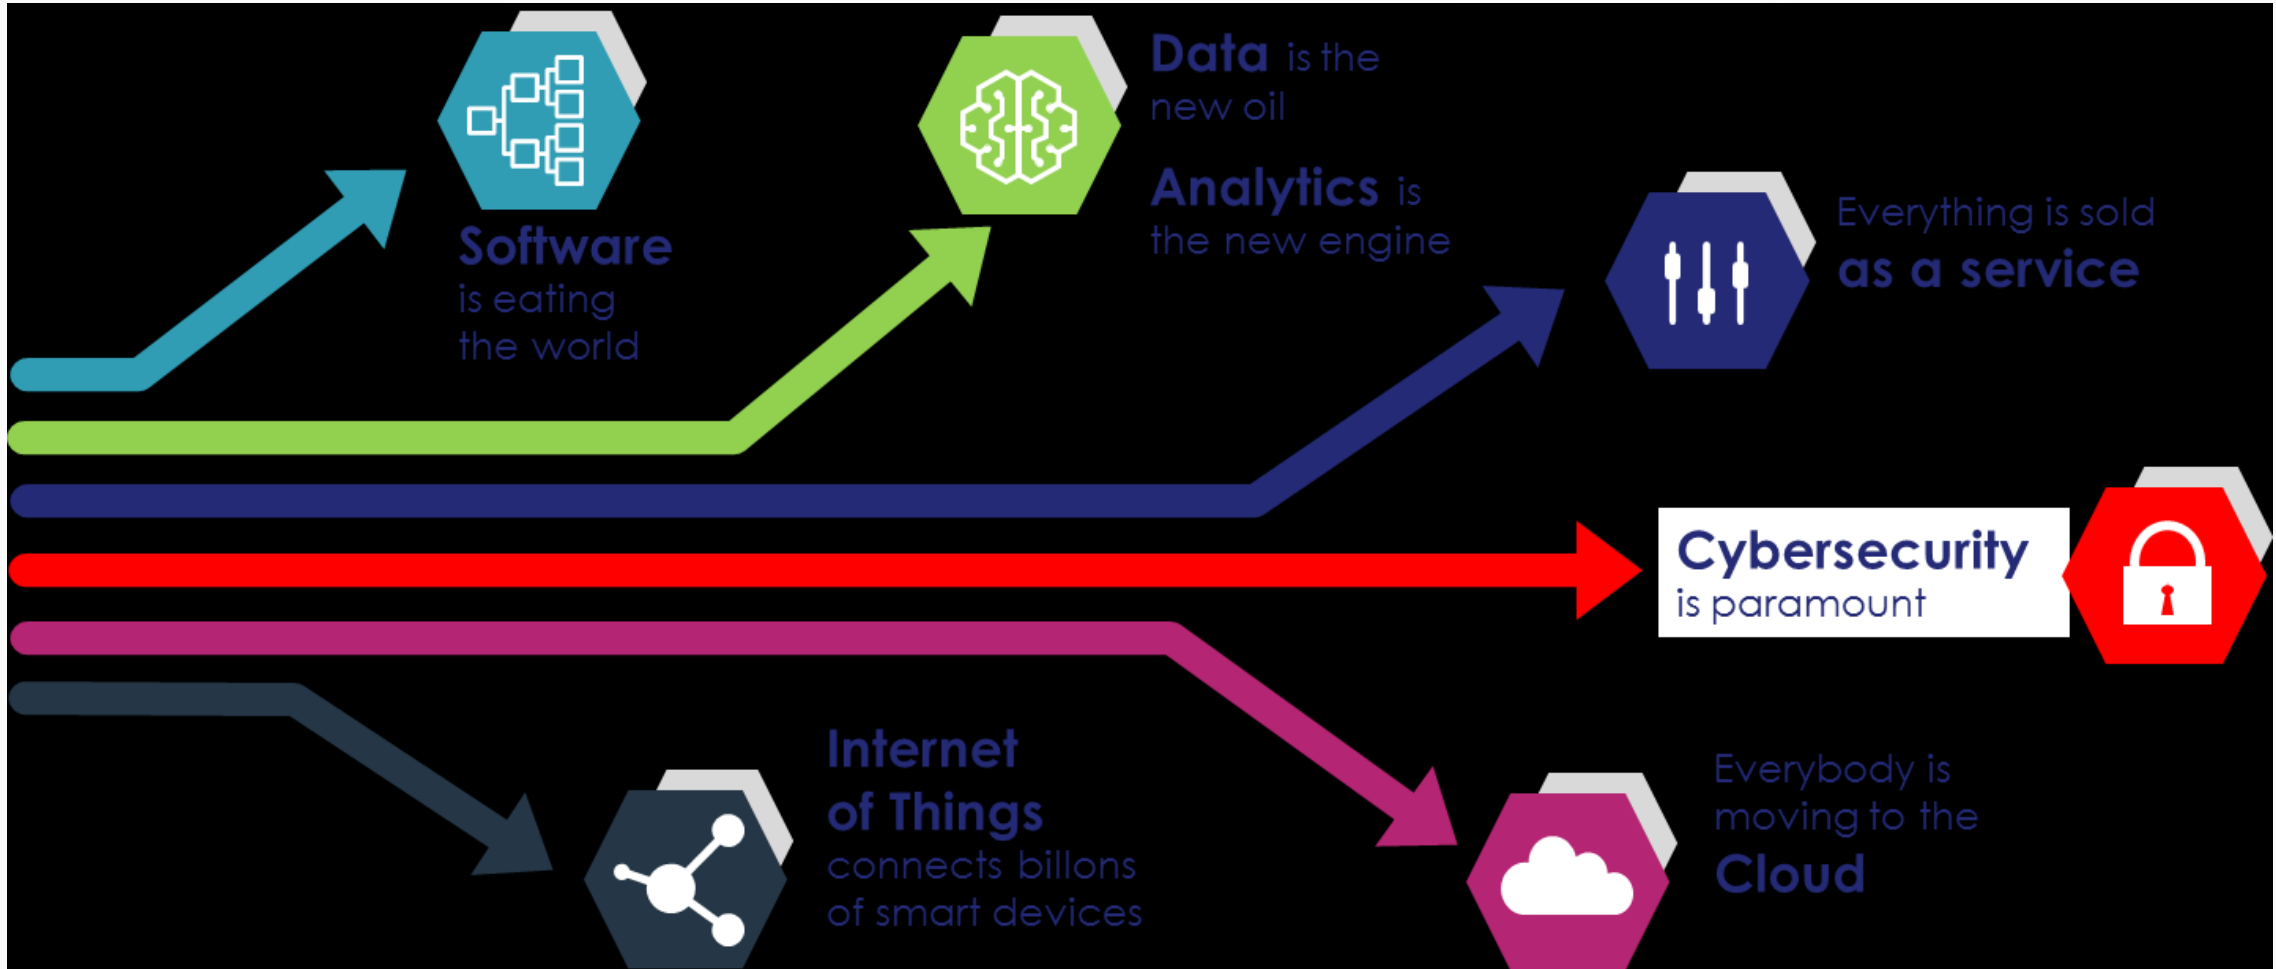 Software
is eating
the world
Data is the
new oil
Analytics is
the new engine
Everything is sold
as a service
Cybersecurity
is paramount
Internet
of Things
connects billons
of smart devices
Everybody is
moving to the
Cloud